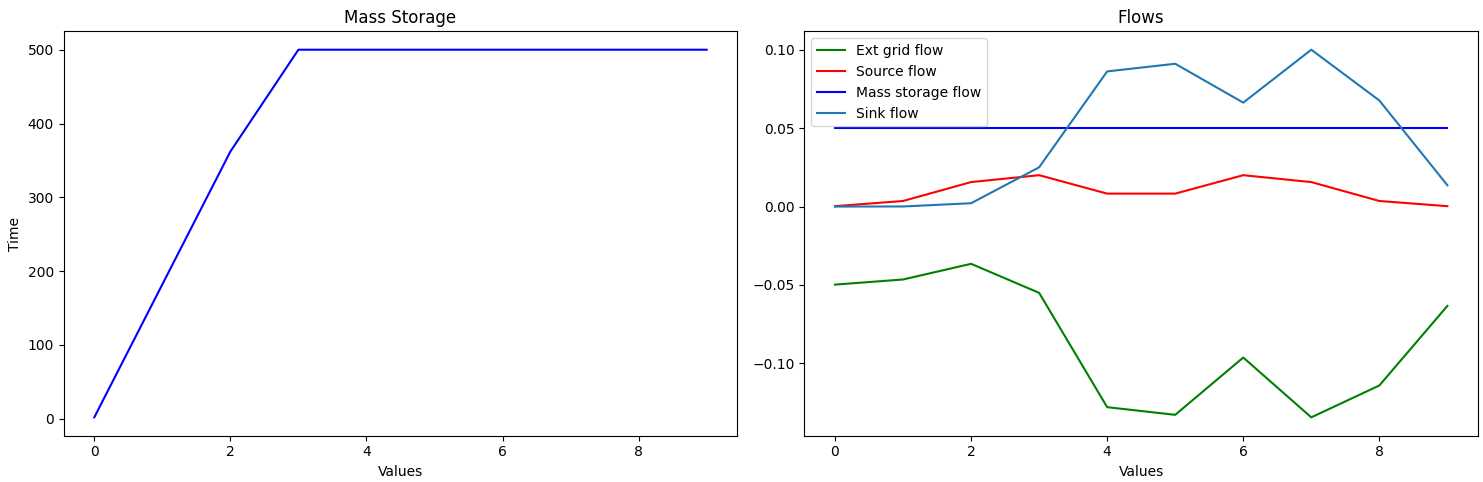 Mass Storage
500
400
300
200
100
0
Time
0 2 4 6 8
Values
Flows
Ext grid flow
Source flow
Mass storage flow
Sink flow
0.10
0.05
0.00
−0.05
−0.10
0 2 4 6 8
Values